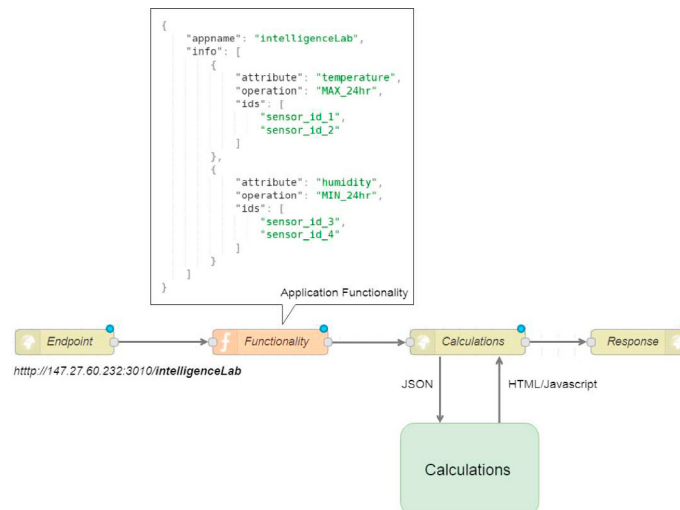 {
"appname": "intelligenceLab",
"info": [
{
"attribute": "temperature",
"operation": "MAX_24hr",
"ids": [
"sensor_id_1",
"sensor_id_2"
]
},
{
"attribute": "humidity",
"operation": "MIN_24hr",
"ids": [
"sensor_id_3",
"sensor_id_4"
]
}
]
}
Application Functionality
Endpoint
f Functionality
Calculations
Response
htttp://147.27.60.232:3010/intelligenceLab
JSON
HTML/Javascript
Calculations